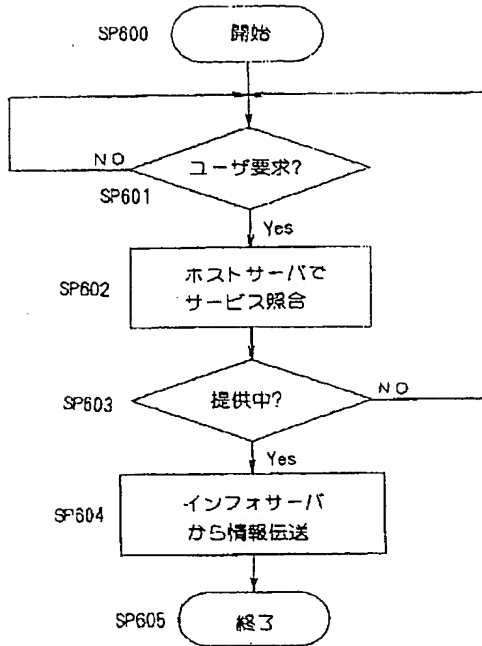 SP600
開始
NO
ユーザ要求?
SP601
Yes
SP602
ホストサーバで
サービス照合
SP603
提供中?
NO
Yes
SP604
インフォサーバ
から情報伝送
SP605
終了